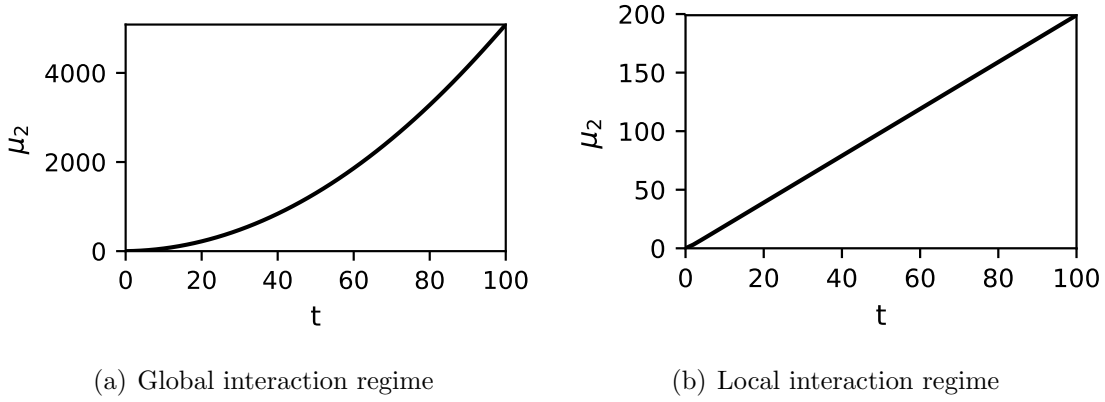 4000
2000
0
μ₂
0 20 40 60 80 100
t
(a) Global interaction regime
200
150
100
50
0
μ₂
0 20 40 60 80 100
t
(b) Local interaction regime